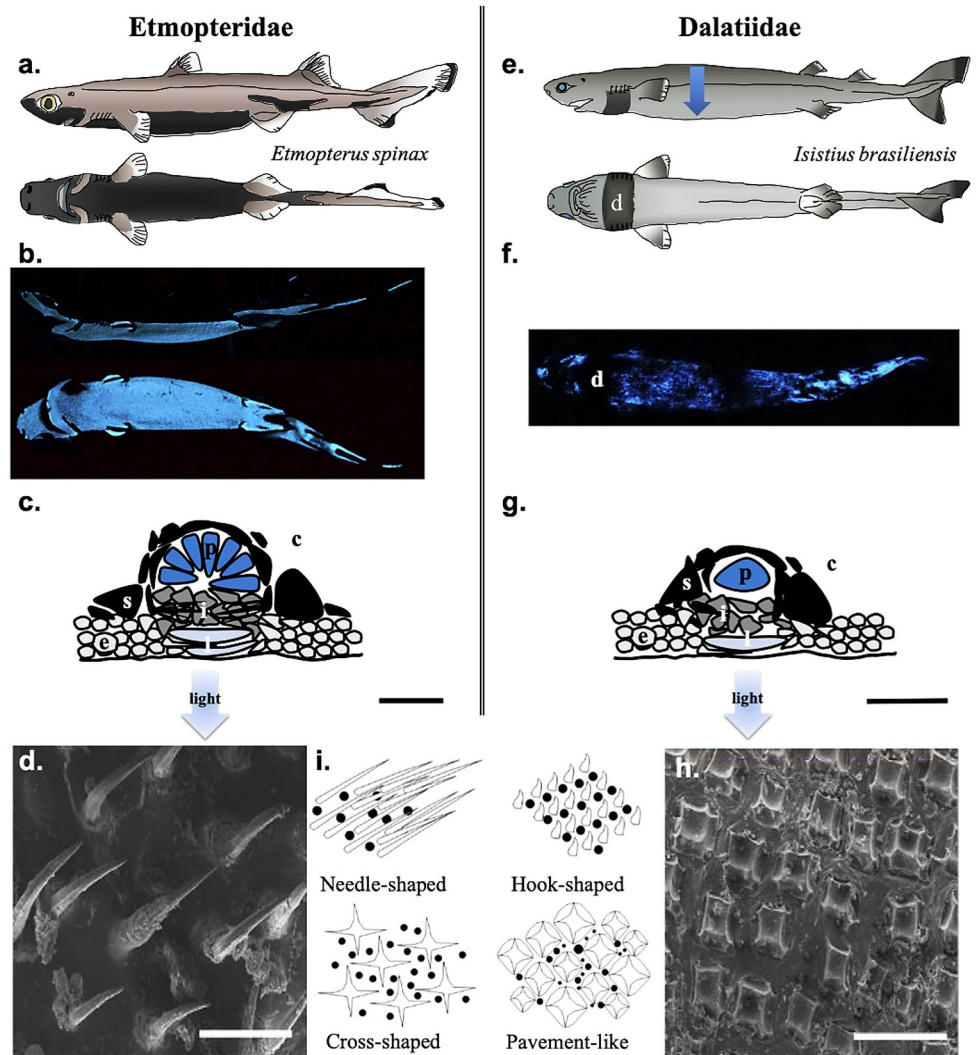 Etmopteridae
Dalatiidae
a.
e.
Etmopterus spinax
Isistius brasiliensis
d
b.
f.
d
c.
g.
p
c
s
i
e
l
light
p
c
s
i
e
l
light
d.
i.
h.
Needle-shaped
Hook-shaped
Cross-shaped
Pavement-like